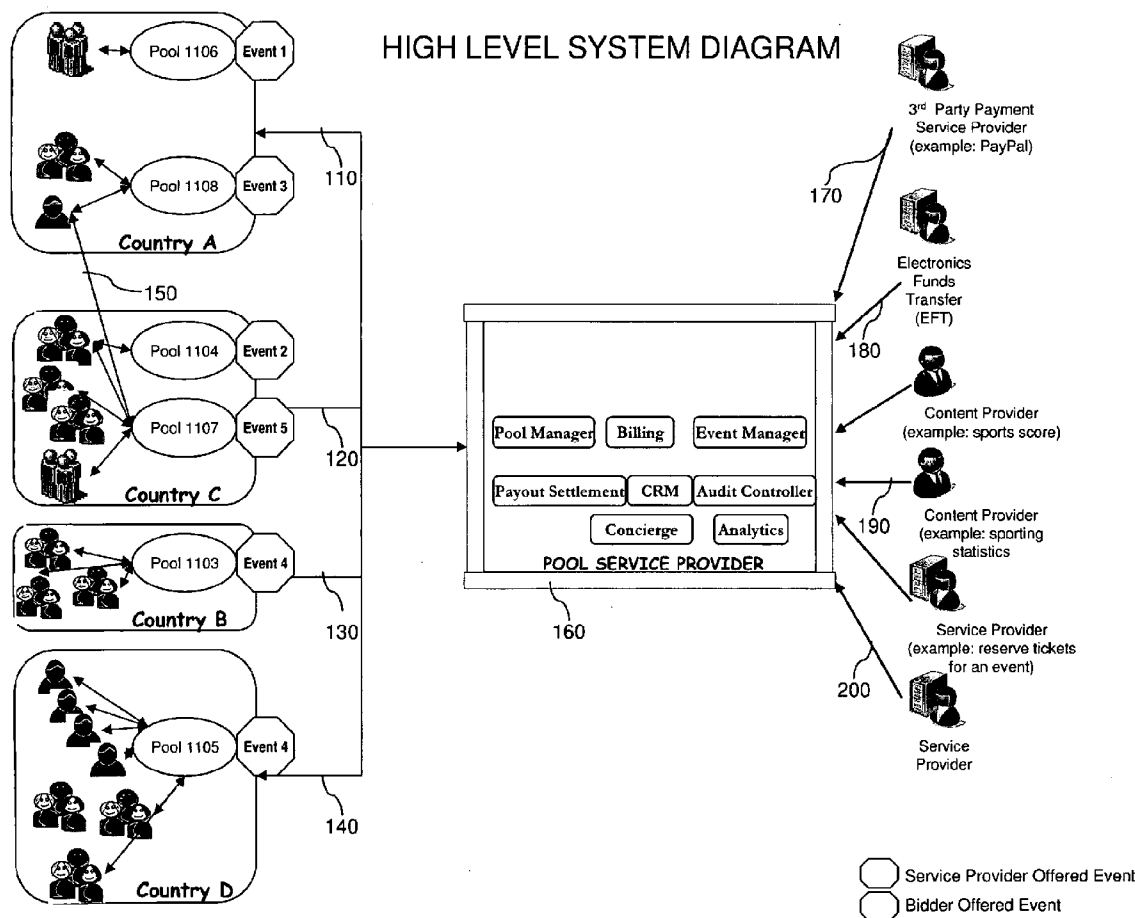 HIGH LEVEL SYSTEM DIAGRAM
Pool 1106
Event 1
Pool 1108
Event 3
Country A
110
150
Pool 1104
Event 2
Pool 1107
Event 5
Country C
120
Pool 1103
Event 4
Country B
130
Pool 1105
Event 4
Country D
140
Pool Manager
Billing
Event Manager
Payout Settlement
CRM
Audit Controller
Concierge
Analytics
POOL SERVICE PROVIDER
160
3rd Party Payment
Service Provider
(example: PayPal)
170
Electronics
Funds
Transfer
(EFT)
180
Content Provider
(example: sports score)
190
Content Provider
(example: sporting
statistics
Service Provider
(example: reserve tickets
for an event)
200
Service
Provider
Service Provider Offered Event
Bidder Offered Event